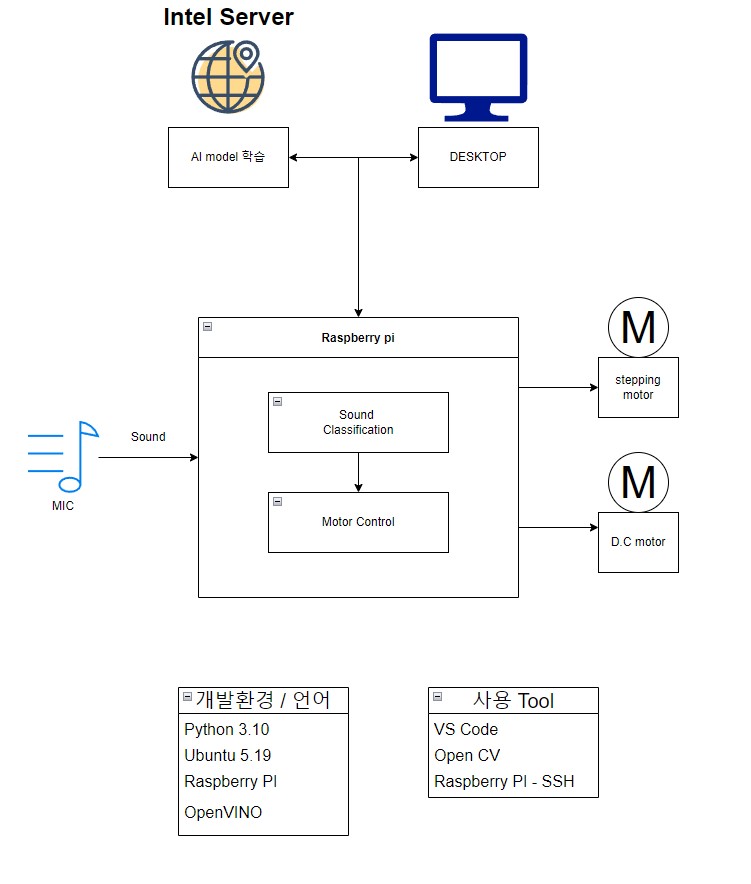 Intel Server
AI model 학습
DESKTOP
Raspberry pi
M
stepping
motor
Sound
Classification
Sound
MIC
Motor Control
M
D.C motor
개발환경 / 언어
Python 3.10
Ubuntu 5.19
Raspberry PI
OpenVINO
사용 Tool
VS Code
Open CV
Raspberry PI - SSH